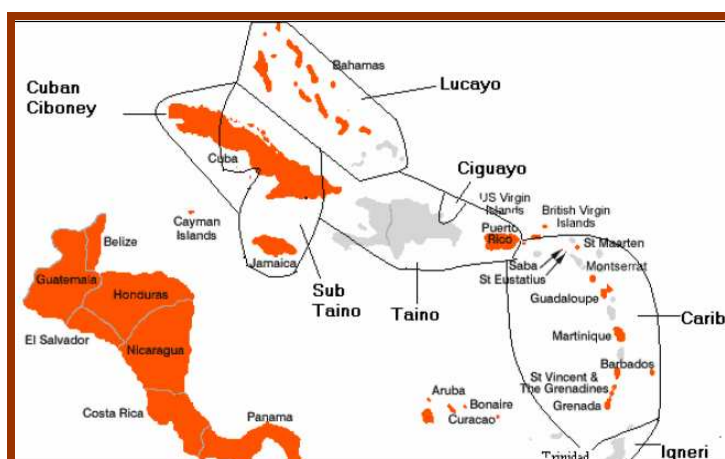 Bahamas
Lucayo
Cuban
Ciboney
Cuba
Ciguayo
US Virgin
Islands
British Virgin
Islands
Cayman
Islands
Puerto
Rico
St Maarten
Belize
Jamaica
Saba
St Eustatius
Montserrat
Guatemala
Sub
Taino
Taino
Guadaloupe
Honduras
Carib
El Salvador
Martinique
Nicaragua
Barbados
St Vincent &
The Grenadines
Aruba
Bonaire
Grenada
Costa Rica
Curacao
Panama
Trinidad
Igneri